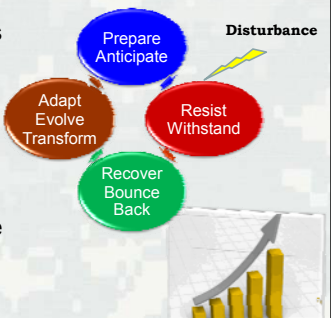 s
Disturbance
Prepare
Anticipate
Adapt
Evolve
Transform
Resist
Withstand
Recover
Bounce
Back
e